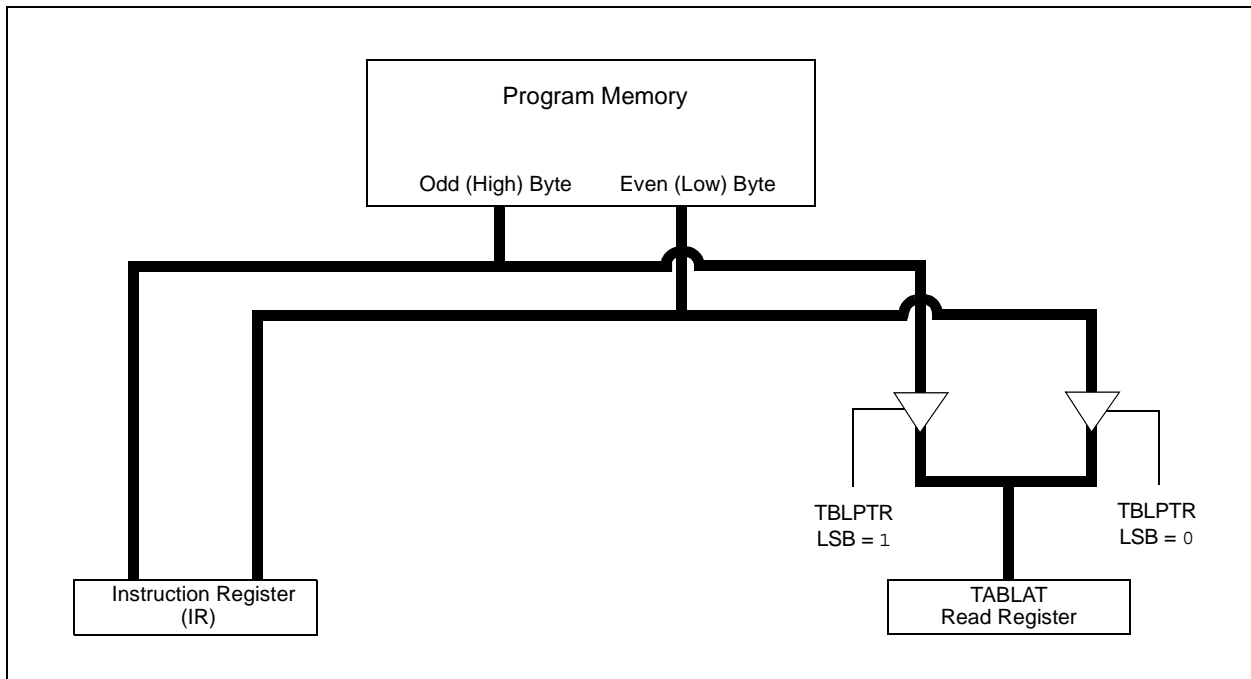 Program Memory
Odd (High) Byte Even (Low) Byte
TBLPTR
LSB = 1
TBLPTR
LSB = 0
Instruction Register
(IR)
TABLAT
Read Register